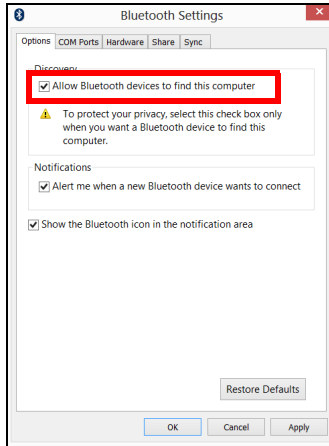 Bluetooth Settings
Options COM Ports Hardware Share Sync
Discovery
Allow Bluetooth devices to find this computer
To protect your privacy, select this check box only
when you want a Bluetooth device to find this
computer.
Notifications
Alert me when a new Bluetooth device wants to connect
Show the Bluetooth icon in the notification area
Restore Defaults
OK Cancel Apply